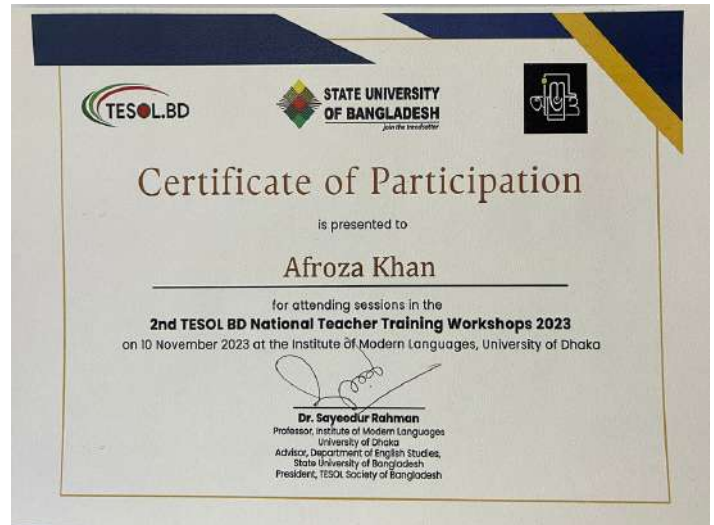 TESOL.BD
STATE UNIVERSITY
OF BANGLADESH
join the trendsetter
Certificate of Participation
is presented to
Afroza Khan
for attending sessions in the
2nd TESOL BD National Teacher Training Workshops 2023
on 10 November 2023 at the Institute of Modern Languages, University of Dhaka
Dr. Sayeedur Rahman
Professor, Institute of Modern Languages
University of Dhaka
Advisor, Department of English Studies,
State University of Bangladesh
President, TESOL Society of Bangladesh